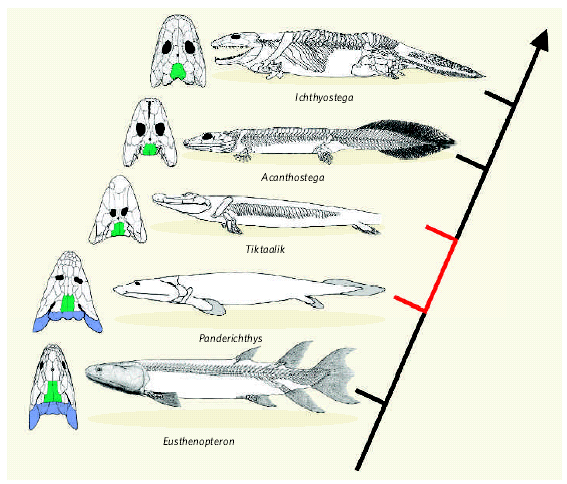 Ichthyostega
Acanthostega
Tiktaalik
Panderichthys
Eusthenopteron